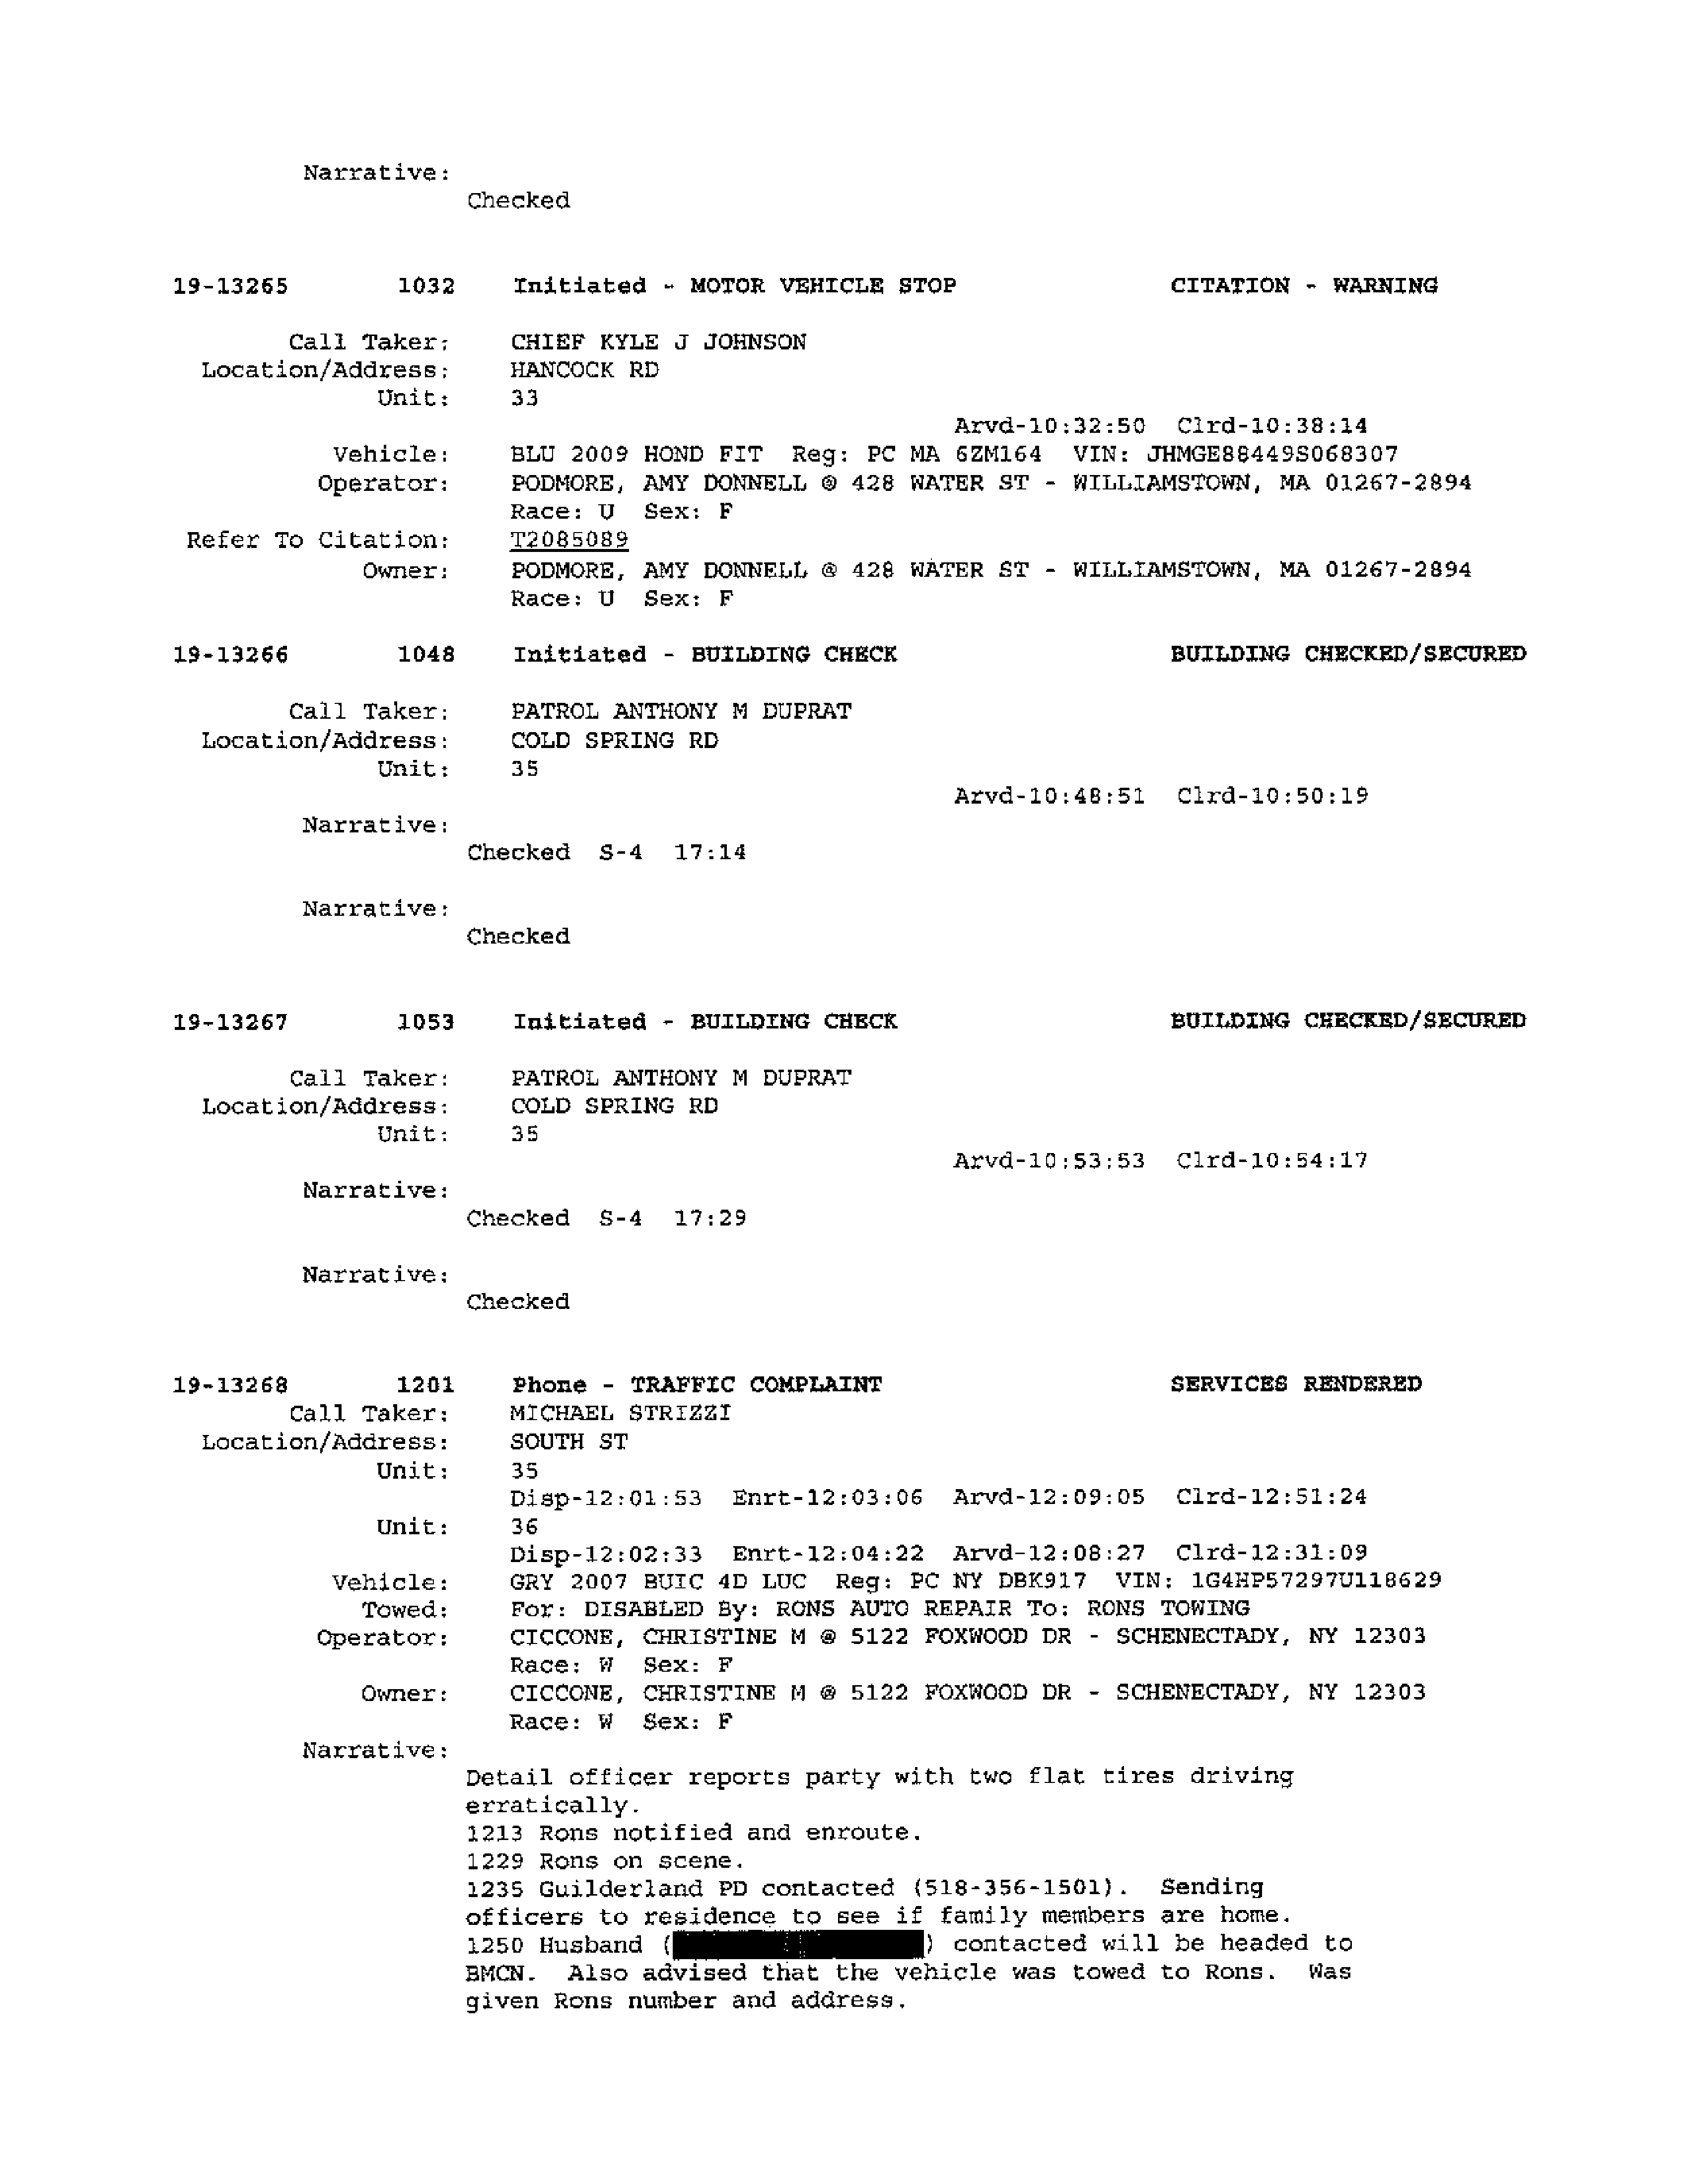 Narrative:
Checked
19-13265 1032 Initiated - MOTOR VEHICLE STOP CITATION - WARNING
Call Taker: CHIEF KYLE J JOHNSON
Location/Address: HANCOCK RD
Unit: 33
Arvd-10:32:50 Clrd-10:38:14
Vehicle: BLU 2009 HOND FIT Reg: PC MA 6ZM164 VIN: JHMGE88449S068307
Operator: PODMORE, AMY DONNELL @ 428 WATER ST - WILLIAMSTOWN, MA 01267-2894
Race: U Sex: F
Refer To Citation: T2085089
Owner: PODMORE, AMY DONNELL @ 428 WATER ST - WILLIAMSTOWN, MA 01267-2894
Race: U Sex: F
19-13266 1048 Initiated - BUILDING CHECK BUILDING CHECKED/SECURED
Call Taker: PATROL ANTHONY M DUPRAT
Location/Address: COLD SPRING RD
Unit: 35
Arvd-10:48:51 Clrd-10:50:19
Narrative:
Checked S-4 17:14
Narrative:
Checked
19-13267 1053 Initiated - BUILDING CHECK BUILDING CHECKED/SECURED
Call Taker: PATROL ANTHONY M DUPRAT
Location/Address: COLD SPRING RD
Unit: 35
Arvd-10:53:53 Clrd-10:54:17
Narrative:
Checked S-4 17:29
Narrative:
Checked
19-13268 1201 Phone - TRAFFIC COMPLAINT SERVICES RENDERED
Call Taker: MICHAEL STRIZZI
Location/Address: SOUTH ST
Unit: 35
Disp-12:01:53 Enrt-12:03:06 Arvd-12:09:05 Clrd-12:51:24
Unit: 36
Disp-12:02:33 Enrt-12:04:22 Arvd-12:08:27 Clrd-12:31:09
Vehicle: GRY 2007 BUIC 4D LUC Reg: PC NY DBK917 VIN: 1G4HP57297U118629
Towed: For: DISABLED By: RONS AUTO REPAIR To: RONS TOWING
Operator: CICCONE, CHRISTINE M @ 5122 FOXWOOD DR - SCHENECTADY, NY 12303
Race: W Sex: F
Owner: CICCONE, CHRISTINE M @ 5122 FOXWOOD DR - SCHENECTADY, NY 12303
Race: W Sex: F
Narrative:
Detail officer reports party with two flat tires driving
erratically.
1213 Rons notified and enroute.
1229 Rons on scene.
1235 Guilderland PD contacted (518-356-1501). Sending
officers to residence to see if family members are home.
1250 Husband ( ) contacted will be headed to
BMCN. Also advised that the vehicle was towed to Rons. Was
given Rons number and address.